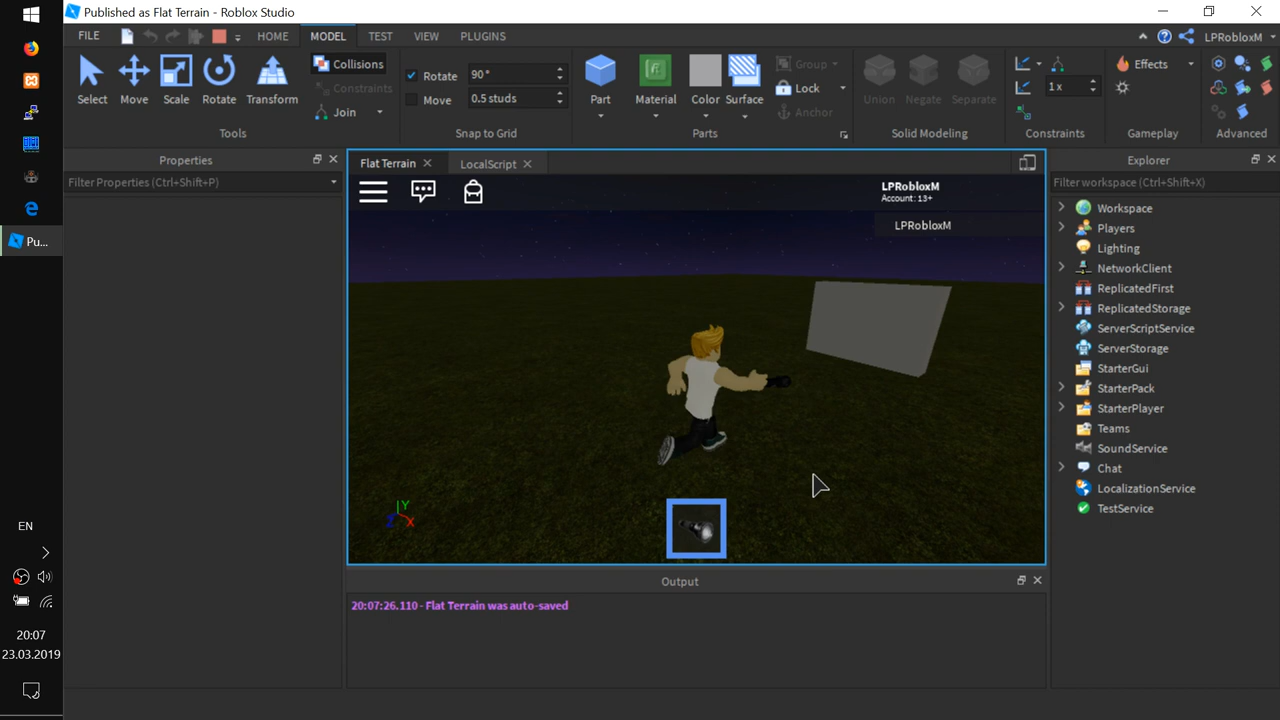 Published as Flat Terrain - Roblox Studio
FILE
HOME
MODEL
TEST
VIEW
PLUGINS
LPRobloxM
Select
Move
Scale
Rotate
Transform
Collisions
Constraints
Join
Tools
Rotate
90°
Move
0.5 studs
Snap to Grid
Part
Material
Color
Surface
Group
Lock
Anchor
Parts
Union
Negate
Separate
Solid Modeling
1 x
Constraints
Effects
Gameplay
Advanced
Properties
Filter Properties (Ctrl+Shift+P)
Flat Terrain
LocalScript
LPRobloxM
Account: 13+
LPRobloxM
Y
Z
X
Output
20:07:26.110 - Flat Terrain was auto-saved
Explorer
Filter workspace (Ctrl+Shift+X)
Workspace
Players
Lighting
NetworkClient
ReplicatedFirst
ReplicatedStorage
ServerScriptService
ServerStorage
StarterGui
StarterPack
StarterPlayer
Teams
SoundService
Chat
LocalizationService
TestService
Pu...
EN
20:07
23.03.2019